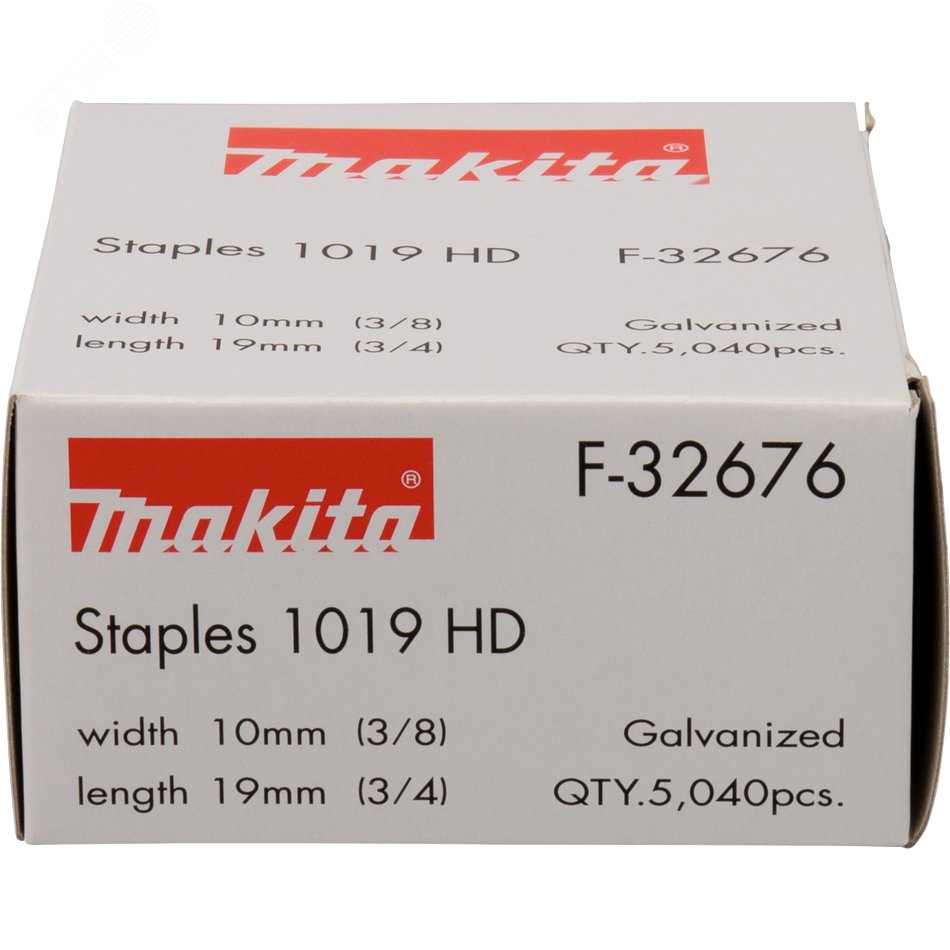 ЭТМ
makita®
Staples 1019 HD F-32676
width 10mm (3/8) Galvanized
length 19mm (3/4) QTY.5,040pcs.
makita® F-32676
Staples 1019 HD
width 10mm (3/8) Galvanized
length 19mm (3/4) QTY.5,040pcs.